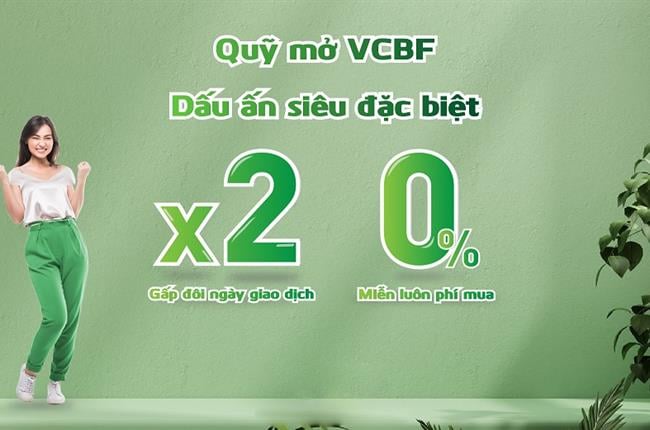 Quỹ mở VCBF
Dấu ấn siêu đặc biệt
x2
0%
Gấp đôi ngày giao dịch
Miễn luôn phí mua